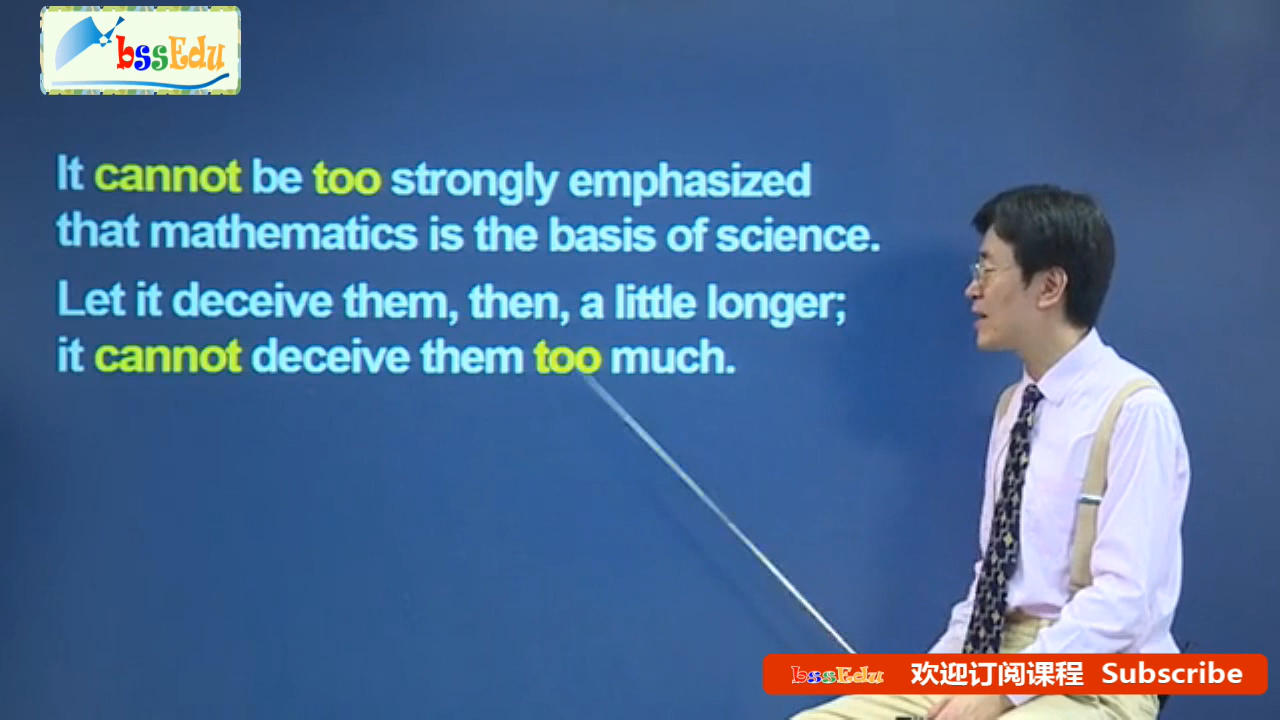 bssEdu
It cannot be too strongly emphasized
that mathematics is the basis of science.
Let it deceive them, then, a little longer;
it cannot deceive them too much.
bssEdu 欢迎订阅课程 Subscribe